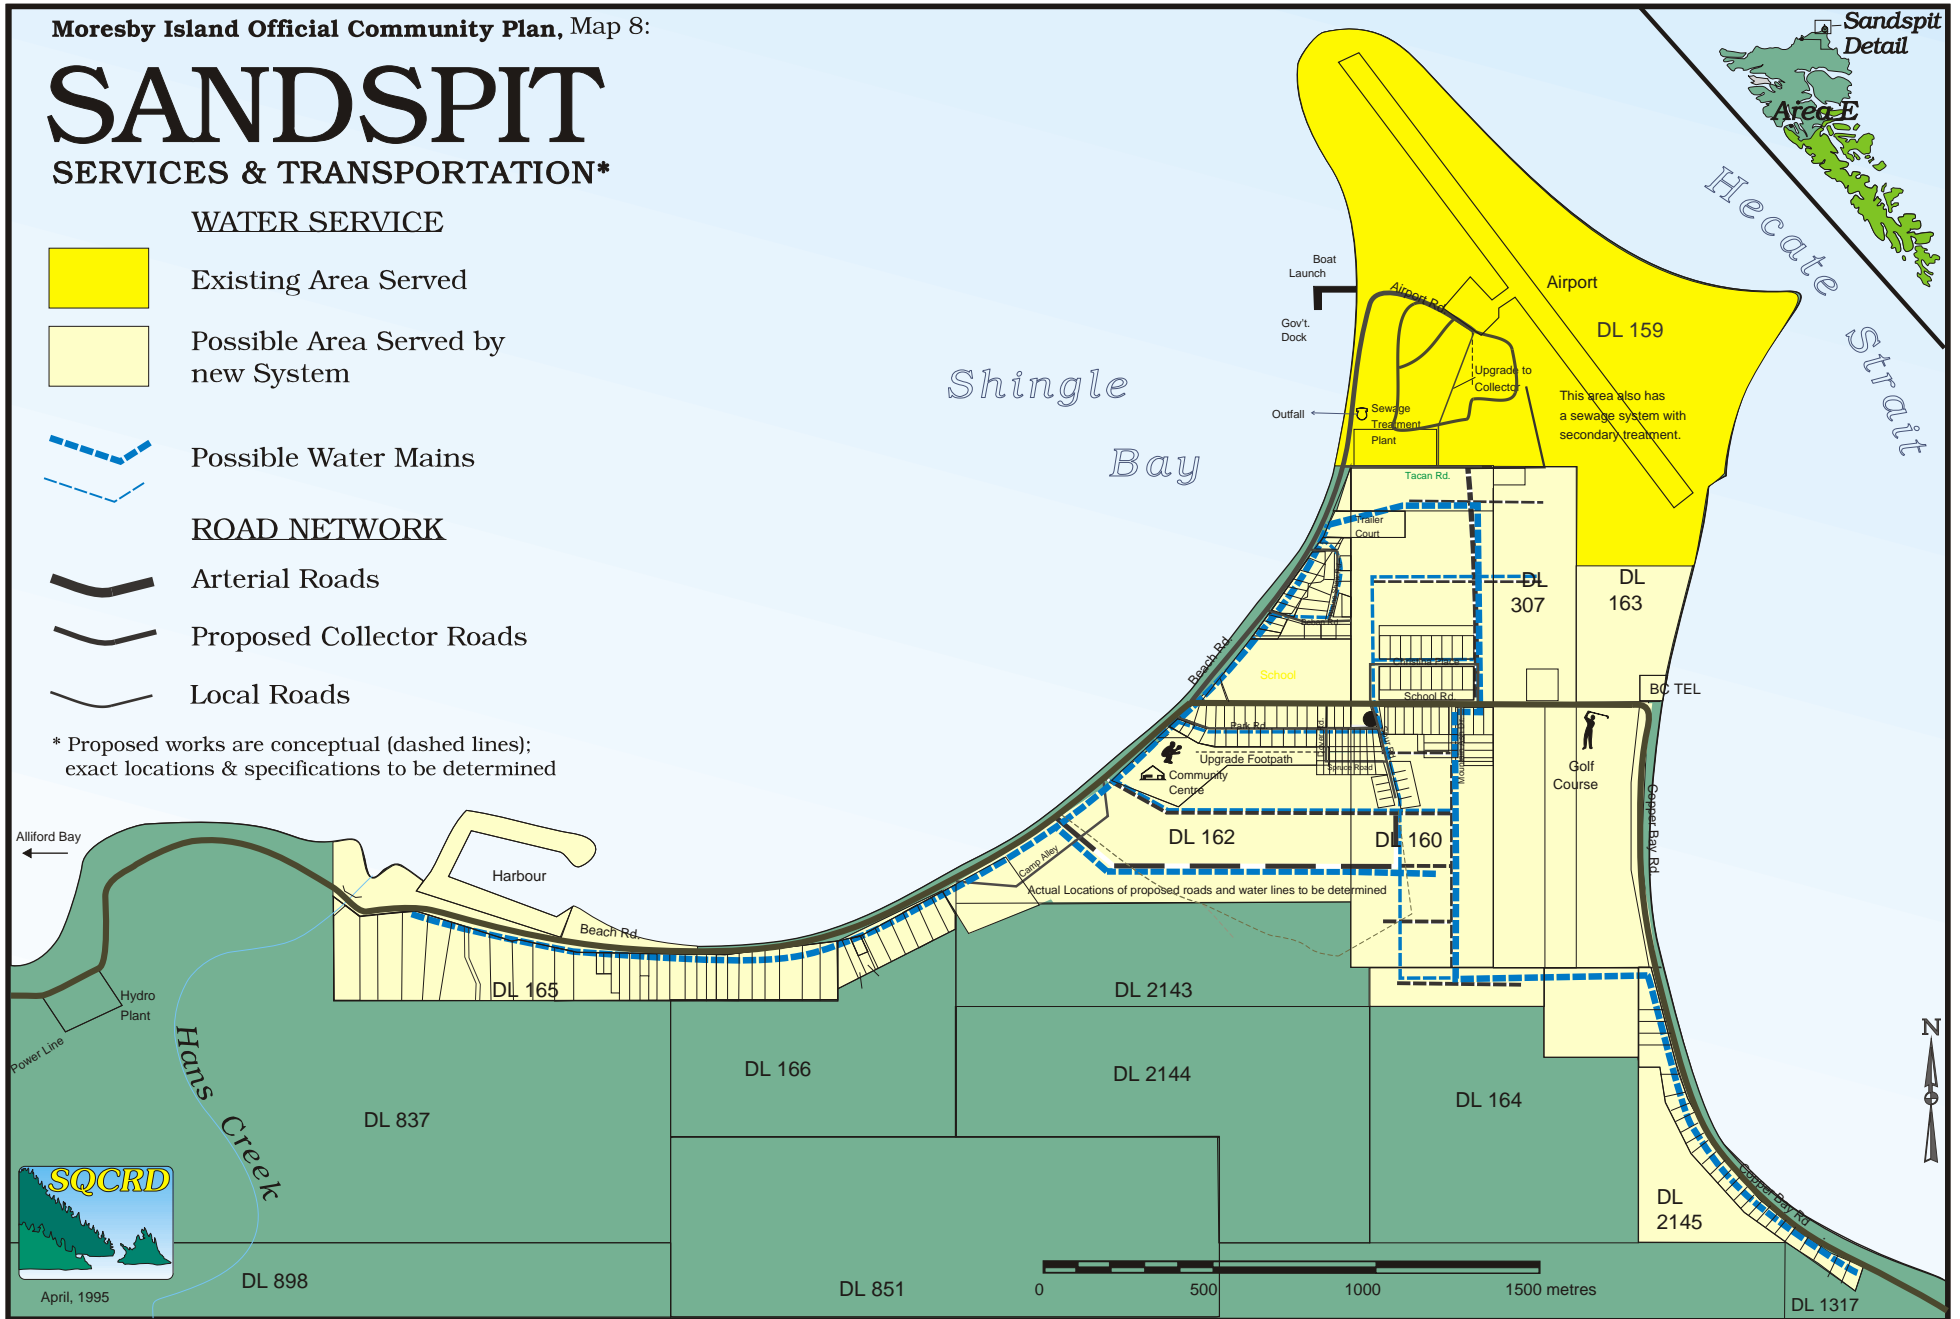 Moresby Island Official Community Plan, Map 8:
SANDSPIT
SERVICES & TRANSPORTATION*
WATER SERVICE
Existing Area Served
Possible Area Served by
new System
Possible Water Mains
ROAD NETWORK
Arterial Roads
Proposed Collector Roads
Local Roads
* Proposed works are conceptual (dashed lines);
exact locations & specifications to be determined
Sandspit
Detail
Area E
Hecate Strait
Shingle
Bay
Boat
Launch
Gov't.
Dock
Airport Rd.
Airport
DL 159
Upgrade to
Collector
This area also has
a sewage system with
secondary treatment.
Outfall
Sewage
Treatment
Plant
Tacan Rd.
Trailer
Court
DL
307
DL
163
Beach Rd.
School
Christina Place
School Rd.
BC TEL
Park Rd.
Upgrade Footpath
Spruce Road
Community
Centre
Golf
Course
Copper Bay Rd
DL 162
DL 160
Camp Alley
Actual Locations of proposed roads and water lines to be determined
Alliford Bay
Harbour
Beach Rd.
DL 165
Hydro
Plant
Power Line
Hans Creek
DL 2143
DL 166
DL 2144
DL 164
DL 837
DL
2145
Copper Bay Rd
N
SQCRD
April, 1995
DL 898
DL 851
0 500 1000 1500 metres
DL 1317